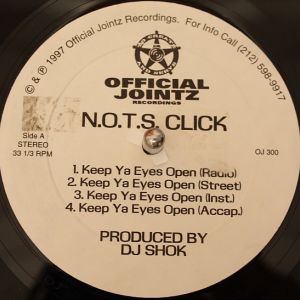 © & ℗ 1997 Official Jointz Recordings. For Info Call (212) 598-9917
OFFICIAL
JOINTZ
RECORDINGS
N.O.T.S. CLICK
Side A
STEREO
33 1/3 RPM
OJ 300
1. Keep Ya Eyes Open (Radio)
2. Keep Ya Eyes Open (Street)
3. Keep Ya Eyes Open (Inst.)
4. Keep Ya Eyes Open (Accap.)
PRODUCED BY
DJ SHOK